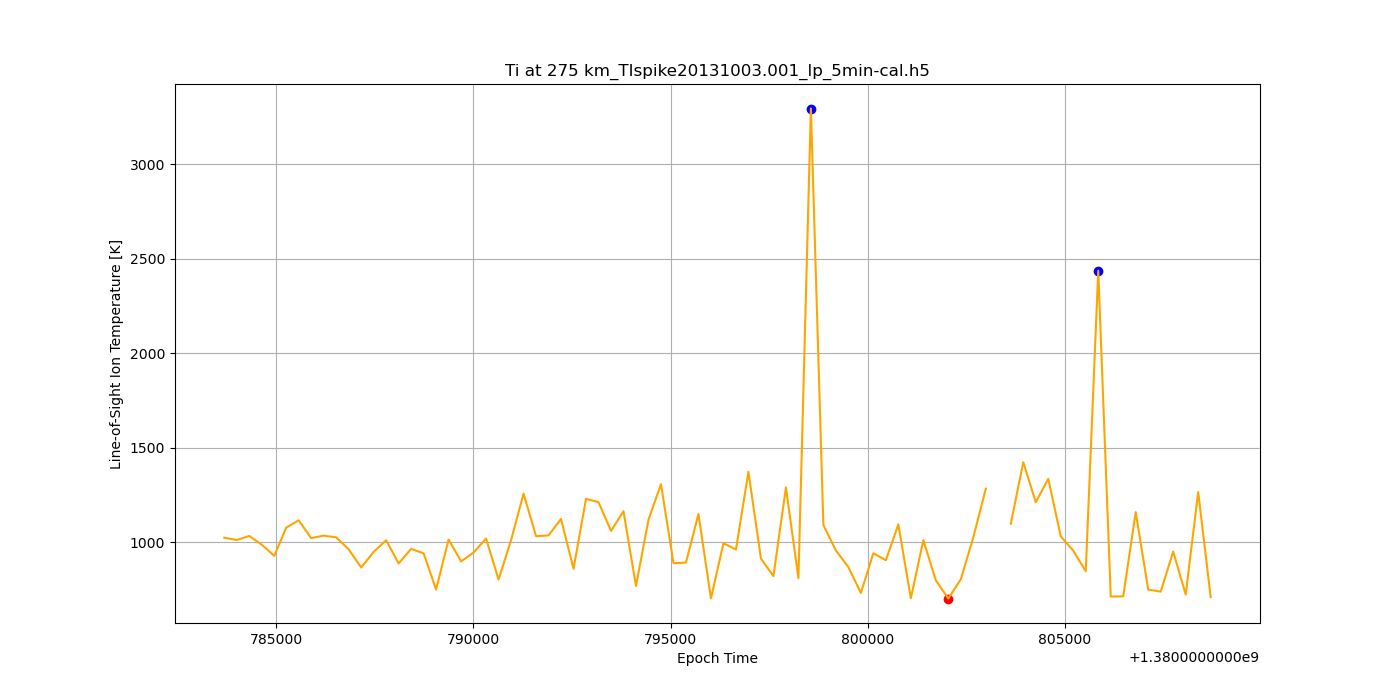 Ti at 275 km_TIspike20131003.001_lp_5min-cal.h5
Line-of-Sight Ion Temperature [K]
3000
2500
2000
1500
1000
785000 790000 795000 800000 805000
Epoch Time
+1.3800000000e9